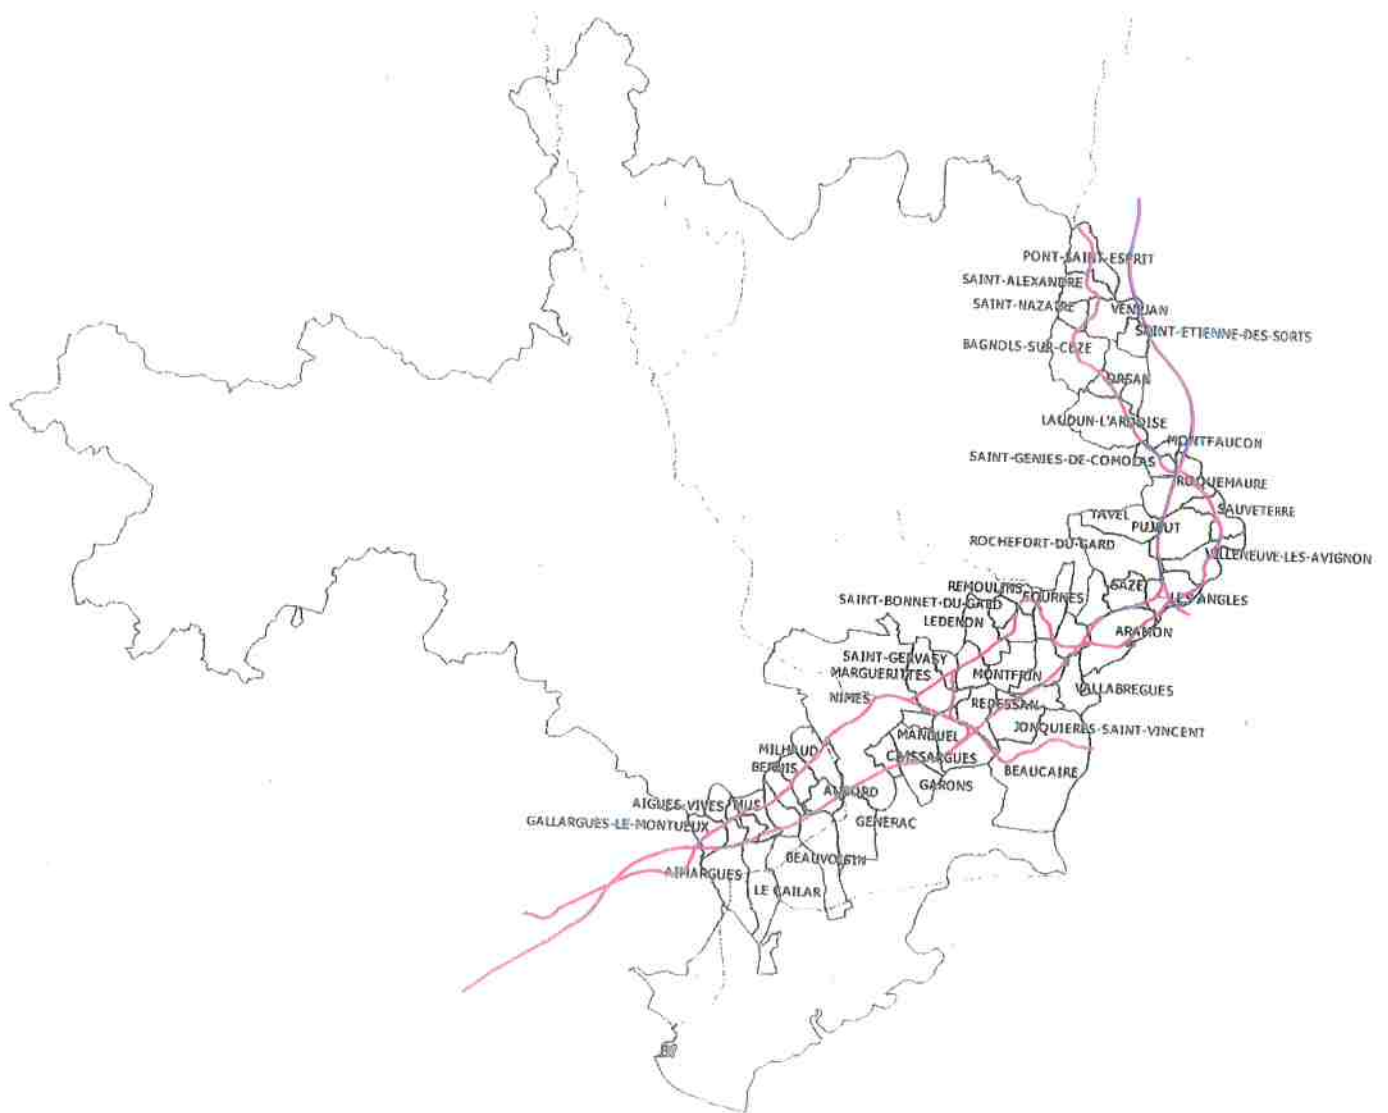 PONT-SAINT-ESPRIT
SAINT-ALEXANDRE
SAINT-NAZAIRE
VENEJAN
SAINT-ETIENNE-DES-SORTS
BAGNOLS-SUR-CEZE
ORSAN
LAUDUN-L'ARDOISE
MONTFAUCON
SAINT-GENIES-DE-COMOLAS
ROQUEMAURE
SAUVETERRE
TAVEL
PUJAUT
ROCHEFORT-DU-GARD
VILLENEUVE-LES-AVIGNON
REMOULINS
SAZE
FOURNES
LES-ANGLES
SAINT-BONNET-DU-GARD
LEDENON
ARAMON
SAINT-GERVASY
MARGUERITTES
MONTFRIN
VALLABREGUES
NIMES
REDESSAN
JONQUIERES-SAINT-VINCENT
MANDUEL
MILHAUD
CAISSARGUES
BERNIS
BEAUCAIRE
GARONS
AUBORD
AIGUES-VIVES
MUS
GALLARGUES-LE-MONTUEUX
GENERAC
BEAUVOISIN
AIMARGUES
LE CAILAR